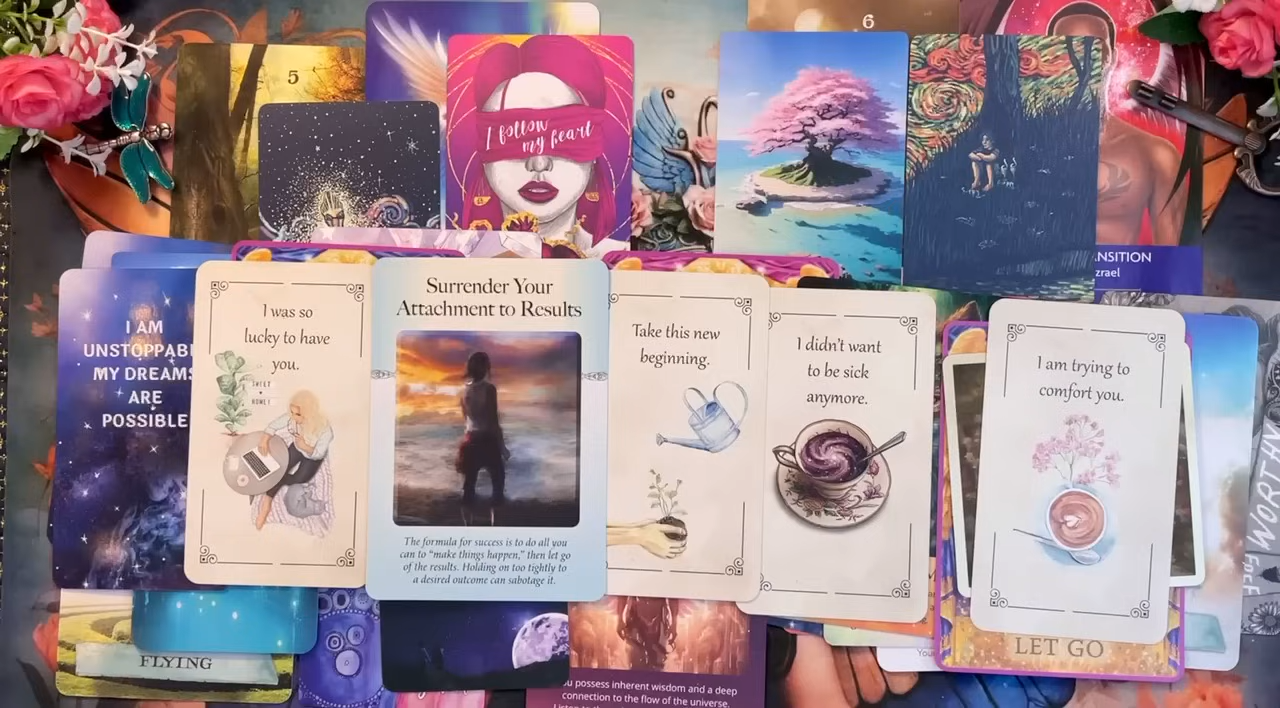 6
5
I follow
my heart
ANSITION
zrael
I AM
UNSTOPPABL
MY DREAMS
ARE
POSSIBLE
I was so
lucky to have
you.
SWEET
HOME!
Surrender Your
Attachment to Results
The formula for success is to do all you
can to "make things happen," then let go
of the results. Holding on too tightly to
a desired outcome can sabotage it.
Take this new
beginning.
I didn't want
to be sick
anymore.
I am trying to
comfort you.
FLYING
LET GO
You
ou possess inherent wisdom and a deep
connection to the flow of the universe.